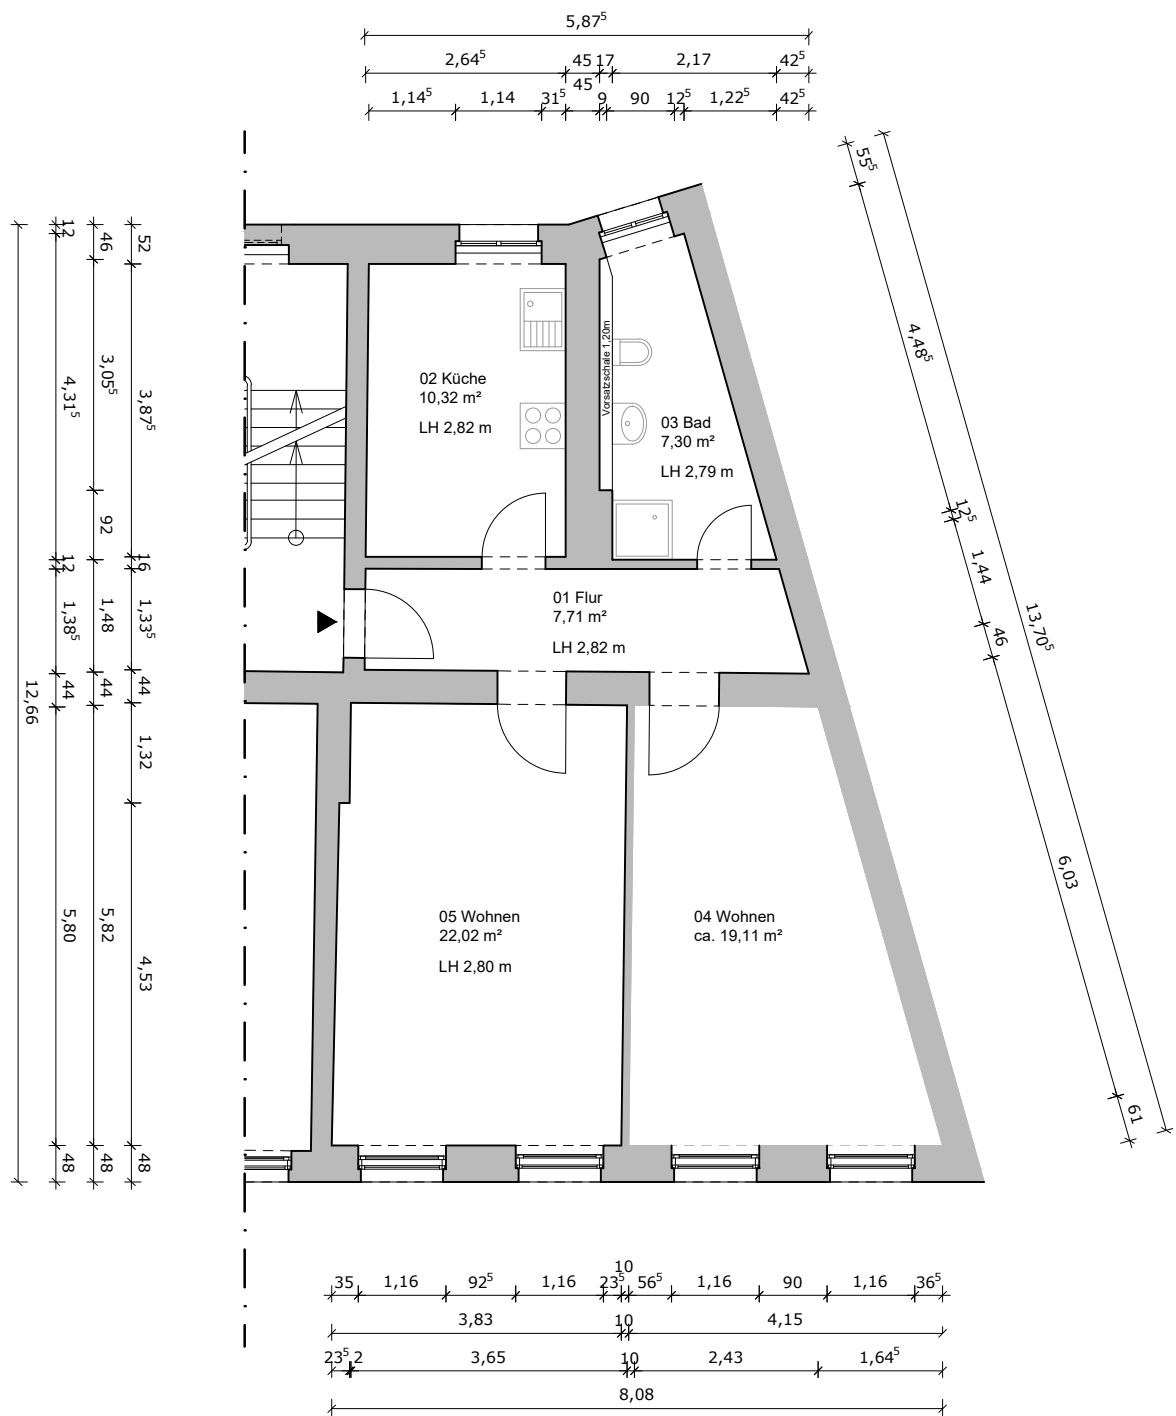 5,87⁵
2,64⁵ 45 17 2,17 42⁵
45
1,14⁵ 1,14 31⁵ 9 90 12⁵ 1,22⁵ 42⁵
12 4,31⁵ 12 1,38⁵ 44 5,80 48
46 3,05⁵ 92 1,48 44 5,82 48
52 3,87⁵ 16 1,33⁵ 44 1,32 4,53 48
12,66
55⁵ 4,48⁵ 12⁵ 1,44 46 6,03 61
13,70⁵
Vorsatzschale 1,20m
02 Küche
10,32 m²
LH 2,82 m
03 Bad
7,30 m²
LH 2,79 m
01 Flur
7,71 m²
LH 2,82 m
05 Wohnen
22,02 m²
LH 2,80 m
04 Wohnen
ca. 19,11 m²
10
35 1,16 92⁵ 1,16 23⁵ 56⁵ 1,16 90 1,16 36⁵
3,83 10 4,15
23⁵ 2 3,65 10 2,43 1,64⁵
8,08